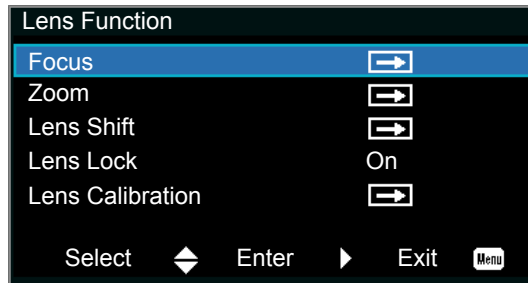 Lens Function
Focus
Zoom
Lens Shift
Lens Lock On
Lens Calibration
Select Enter Exit Menu